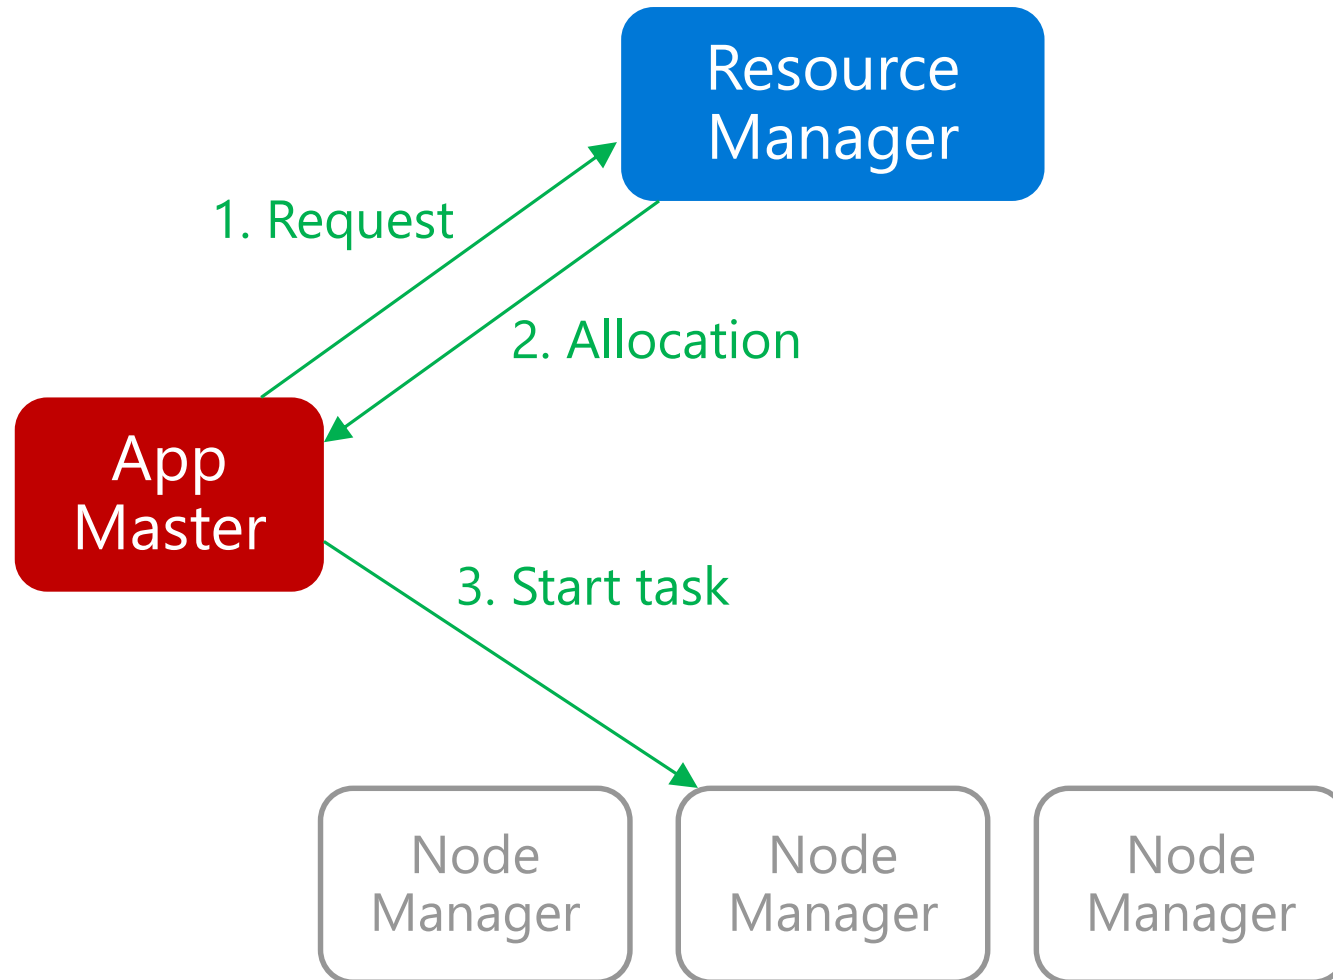 Resource
Manager
1. Request
2. Allocation
App
Master
3. Start task
Node
Manager
Node
Manager
Node
Manager